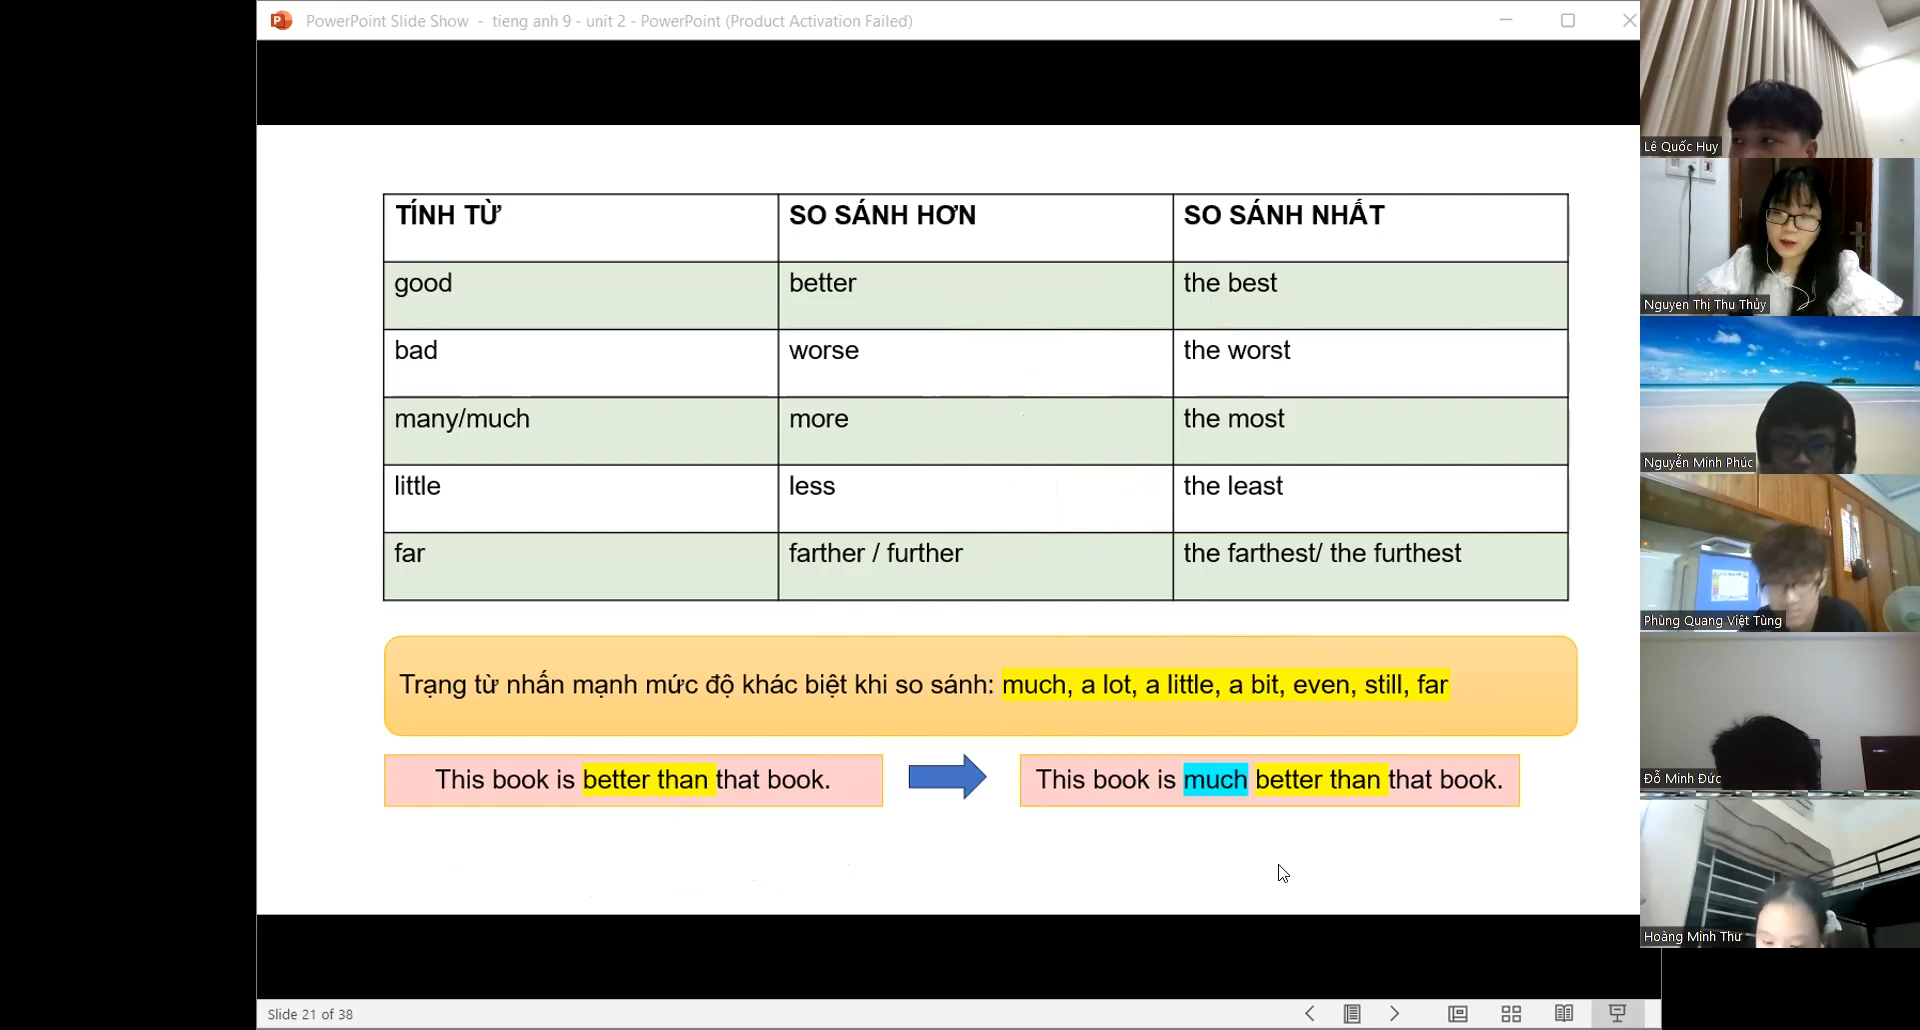 PowerPoint Slide Show - tieng anh 9 - unit 2 - PowerPoint (Product Activation Failed)
TÍNH TỪ SO SÁNH HƠN SO SÁNH NHẤT
good better the best
bad worse the worst
many/much more the most
little less the least
far farther / further the farthest/ the furthest
Trạng từ nhấn mạnh mức độ khác biệt khi so sánh: much, a lot, a little, a bit, even, still, far
This book is better than that book.
This book is much better than that book.
Slide 21 of 38
Lê Quốc Huy
Nguyen Thị Thu Thủy
Nguyễn Minh Phúc
Phùng Quang Việt Tùng
Đỗ Minh Đức
Hoàng Minh Thư